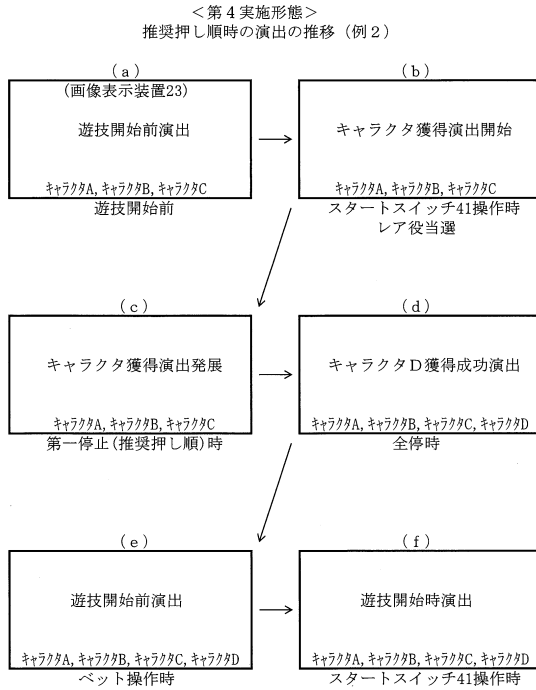 ＜第４実施形態＞
推奨押し順時の演出の推移（例２）
（a）
(画像表示装置23)
遊技開始前演出
ｷｬﾗｸﾀA,ｷｬﾗｸﾀB,ｷｬﾗｸﾀC
遊技開始前
（b）
キャラクタ獲得演出開始
ｷｬﾗｸﾀA,ｷｬﾗｸﾀB,ｷｬﾗｸﾀC
スタートスイッチ41操作時
レア役当選
（c）
キャラクタ獲得演出発展
ｷｬﾗｸﾀA,ｷｬﾗｸﾀB,ｷｬﾗｸﾀC
第一停止(推奨押し順)時
（d）
キャラクタＤ獲得成功演出
ｷｬﾗｸﾀA,ｷｬﾗｸﾀB,ｷｬﾗｸﾀC,ｷｬﾗｸﾀD
全停時
（e）
遊技開始前演出
ｷｬﾗｸﾀA,ｷｬﾗｸﾀB,ｷｬﾗｸﾀC,ｷｬﾗｸﾀD
ベット操作時
（f）
遊技開始時演出
ｷｬﾗｸﾀA,ｷｬﾗｸﾀB,ｷｬﾗｸﾀC,ｷｬﾗｸﾀD
スタートスイッチ41操作時